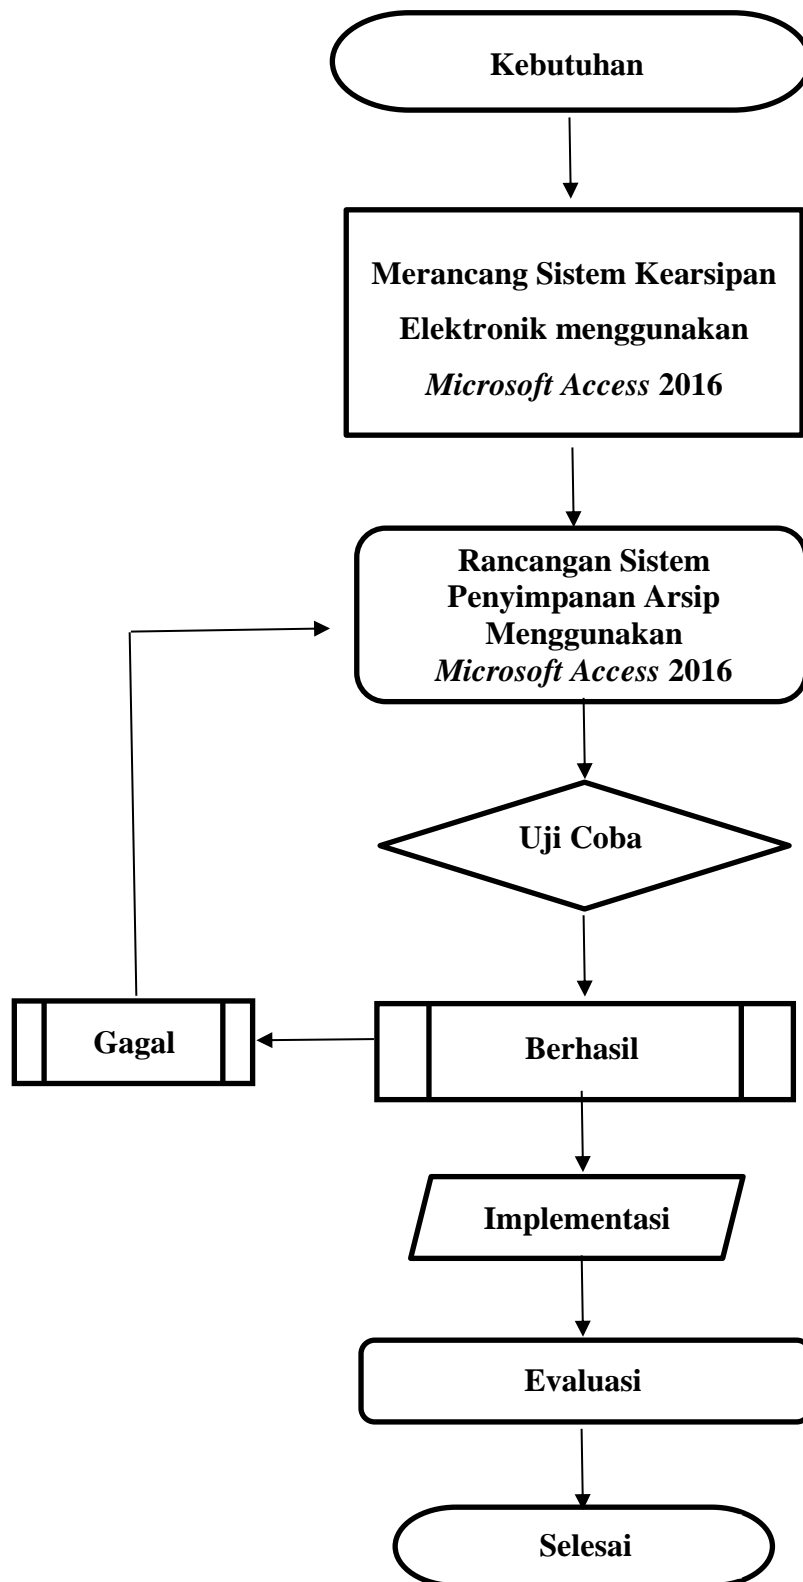 Kebutuhan
Merancang Sistem Kearsipan
Elektronik menggunakan
Microsoft Access 2016
Rancangan Sistem
Penyimpanan Arsip
Menggunakan
Microsoft Access 2016
Uji Coba
Gagal
Berhasil
Implementasi
Evaluasi
Selesai